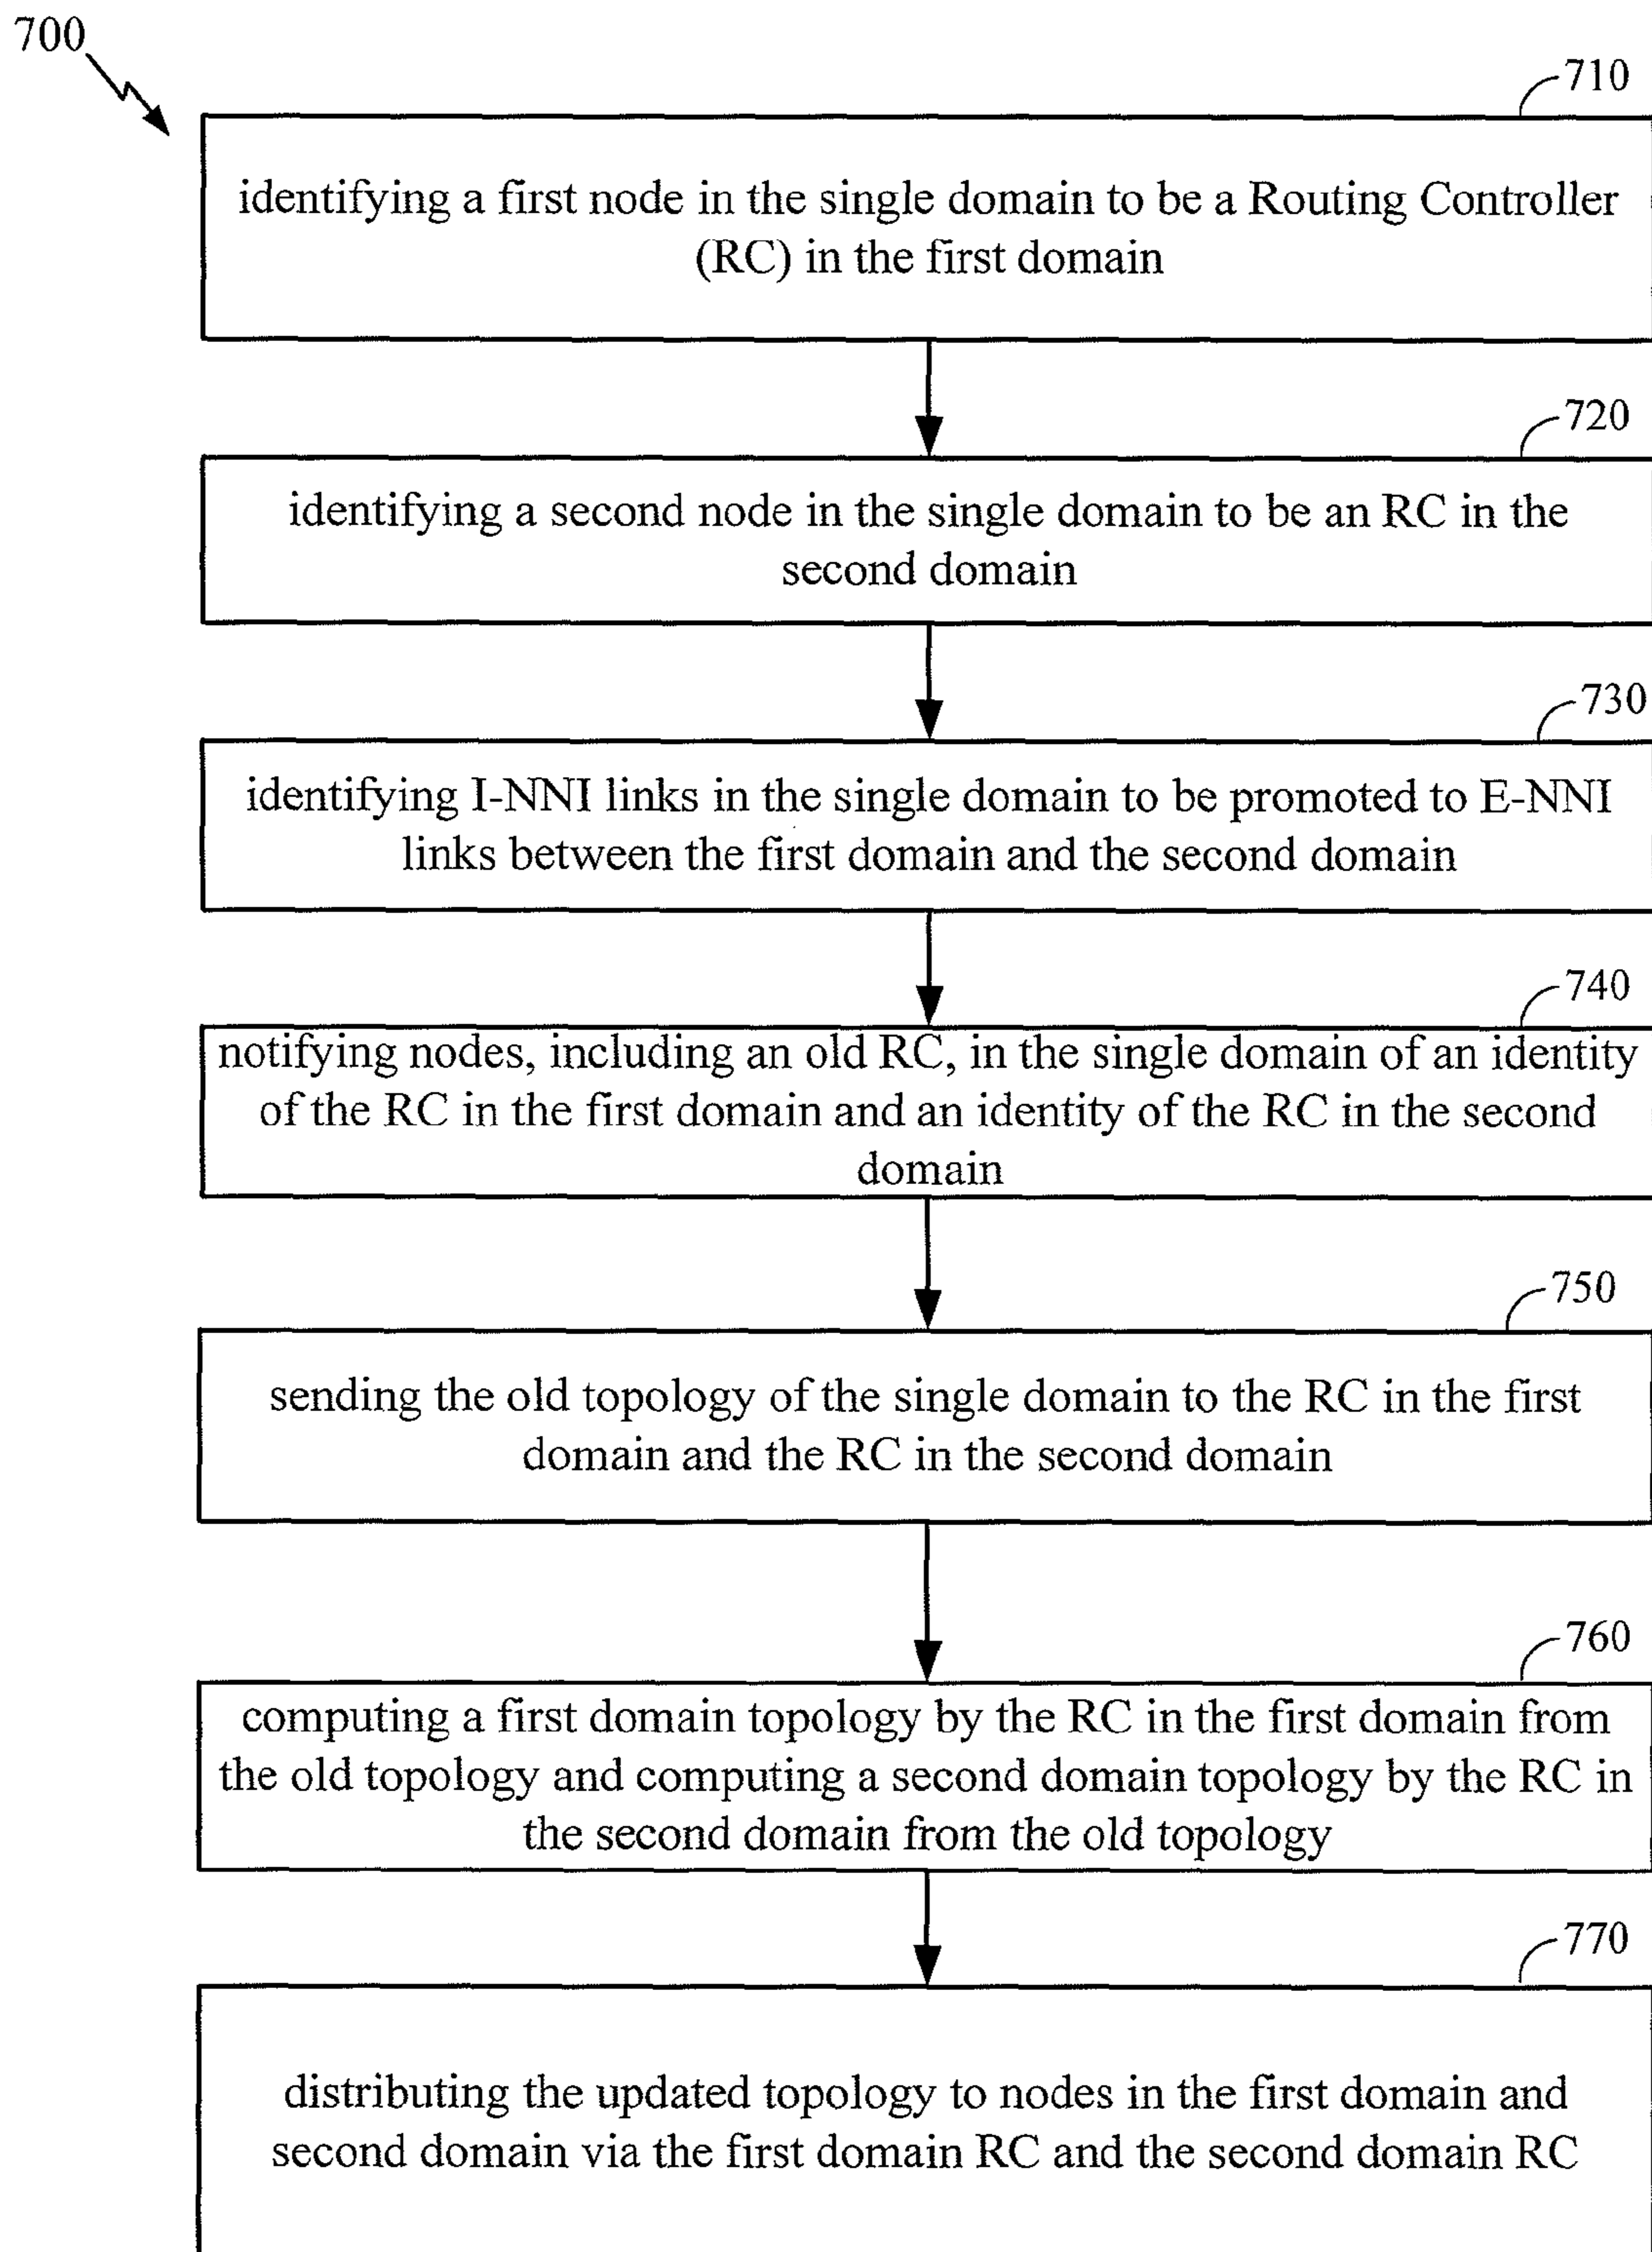 700
710
identifying a first node in the single domain to be a Routing Controller
(RC) in the first domain
720
identifying a second node in the single domain to be an RC in the
second domain
730
identifying I-NNI links in the single domain to be promoted to E-NNI
links between the first domain and the second domain
740
notifying nodes, including an old RC, in the single domain of an identity
of the RC in the first domain and an identity of the RC in the second
domain
750
sending the old topology of the single domain to the RC in the first
domain and the RC in the second domain
760
computing a first domain topology by the RC in the first domain from
the old topology and computing a second domain topology by the RC in
the second domain from the old topology
770
distributing the updated topology to nodes in the first domain and
second domain via the first domain RC and the second domain RC